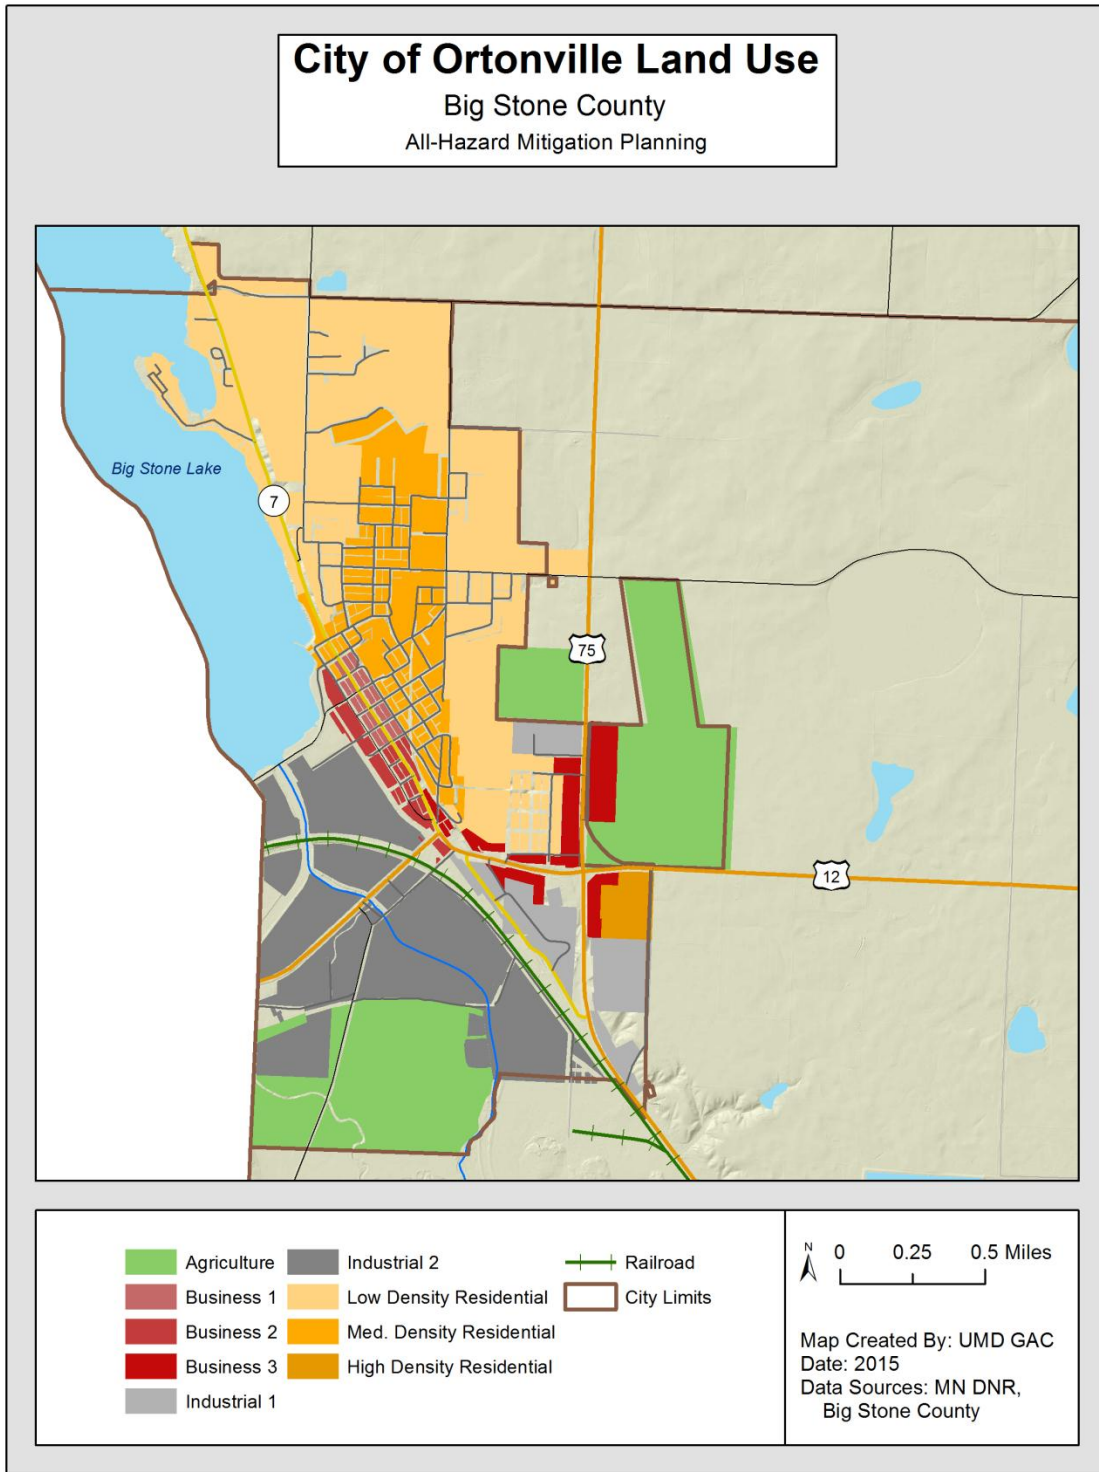 City of Ortonville Land Use
Big Stone County
All-Hazard Mitigation Planning
Big Stone Lake
7
75
12
Agriculture
Business 1
Business 2
Business 3
Industrial 1
Industrial 2
Low Density Residential
Med. Density Residential
High Density Residential
Railroad
City Limits
N
0 0.25 0.5 Miles
Map Created By: UMD GAC
Date: 2015
Data Sources: MN DNR,
Big Stone County